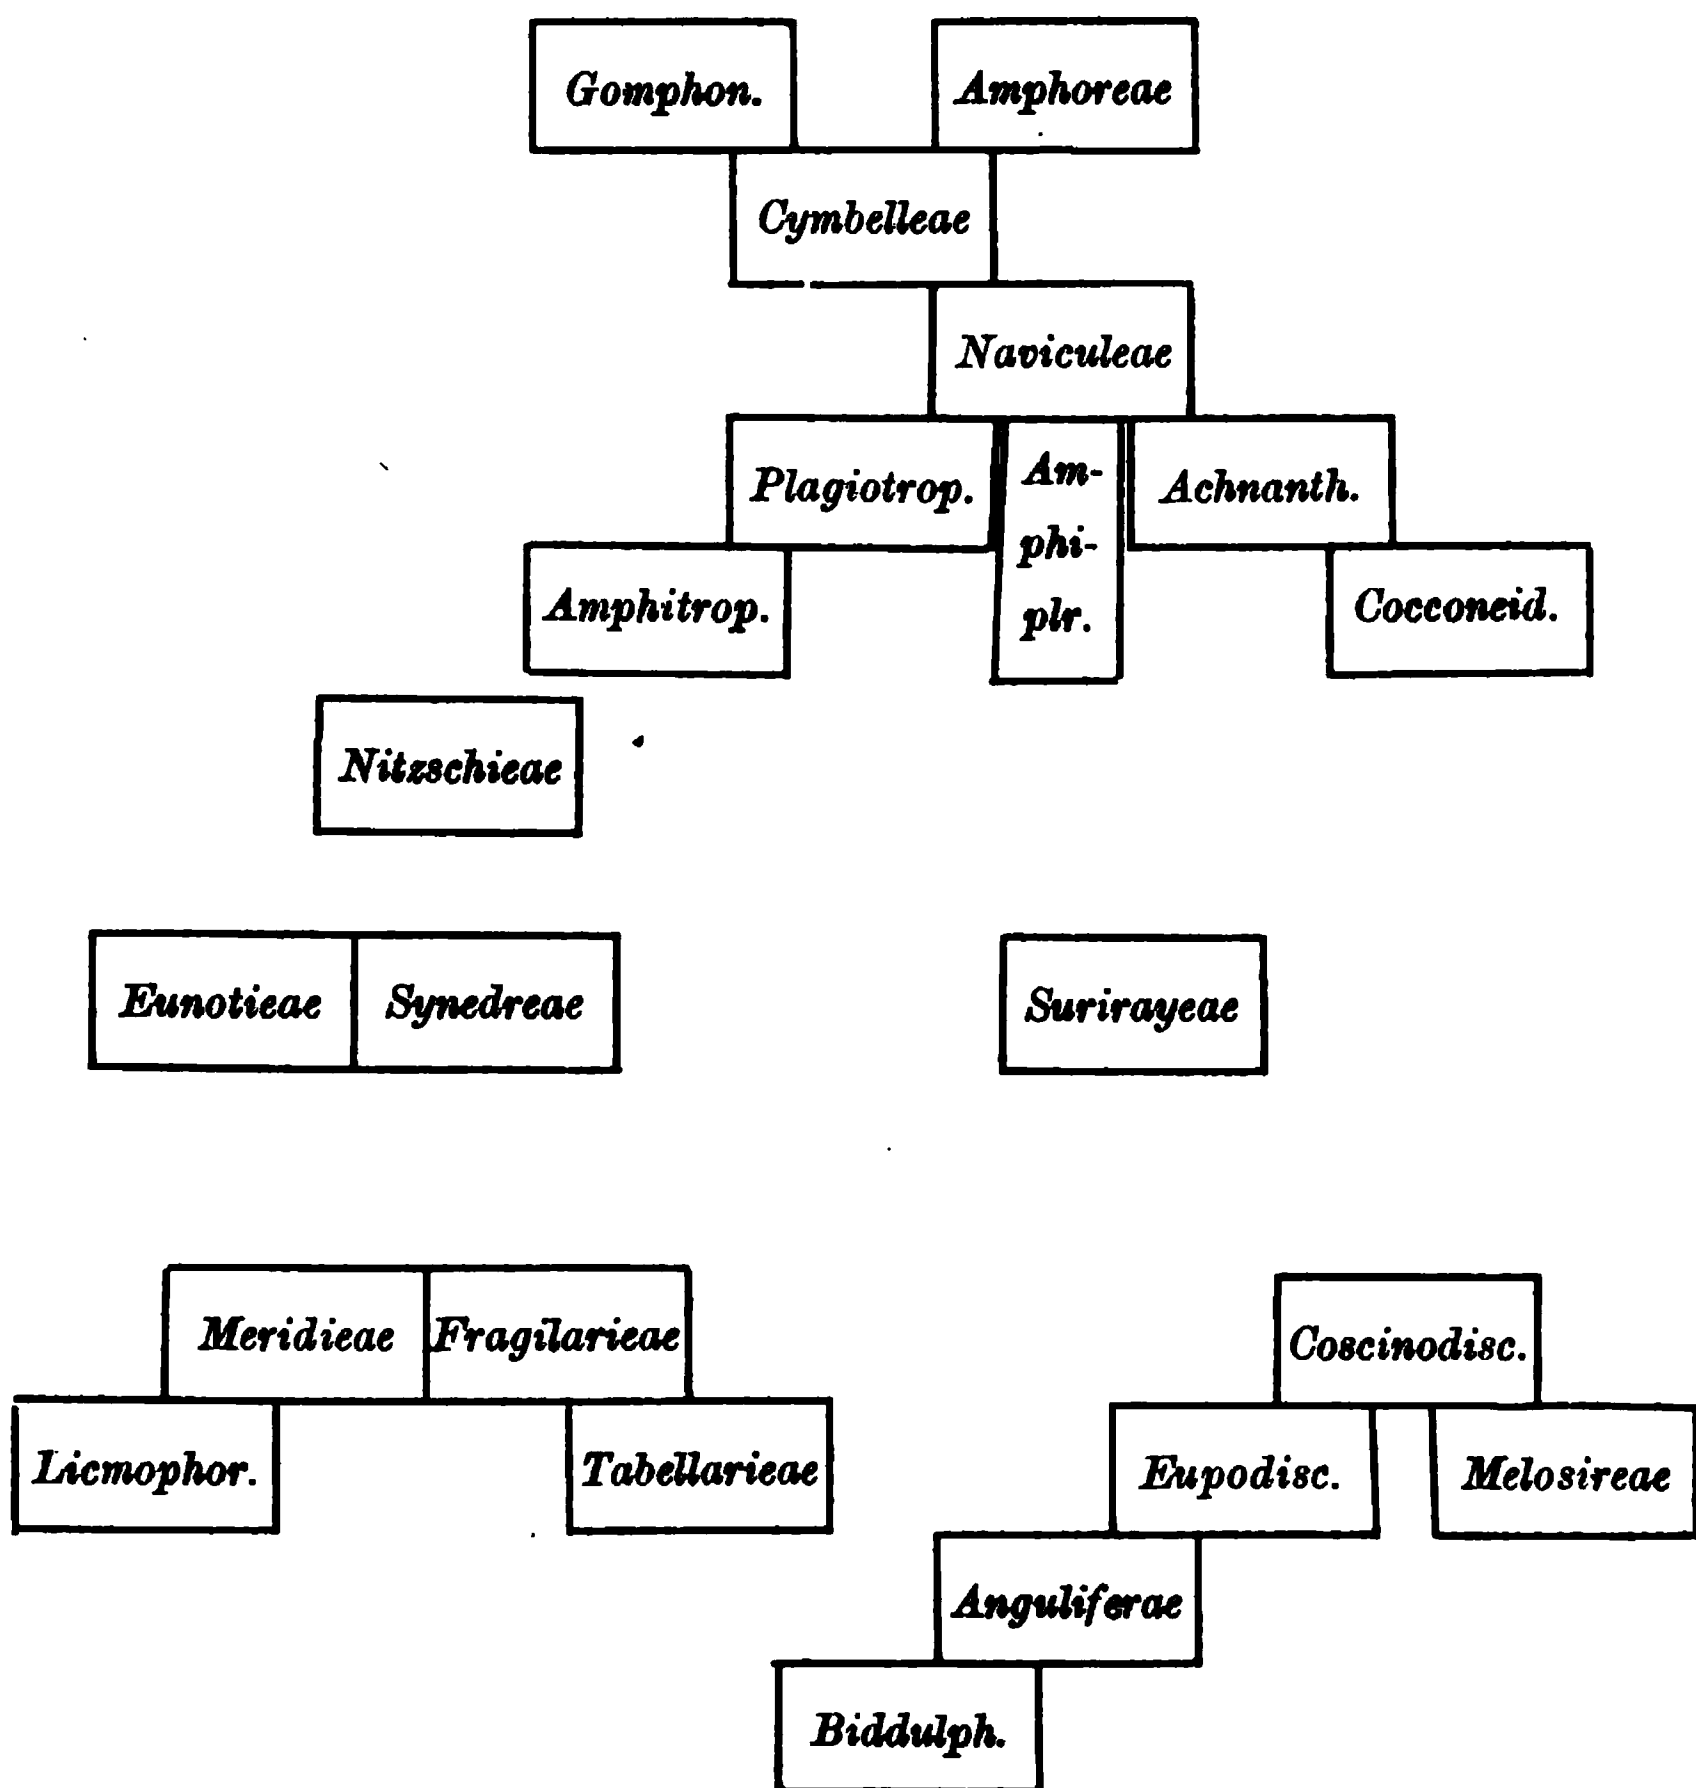 Gomphon. Amphoreae
Cymbelleae
Naviculeae
Plagiotrop.
Am-
phi-
plr.
Achnanth.
Amphitrop.
Cocconeid.
Nitzschieae
Eunotieae Synedreae Surirayeae
Meridieae Fragilarieae Coscinodisc.
Licmophor. Tabellarieae Eupodisc. Melosireae
Anguliferae
Biddulph.